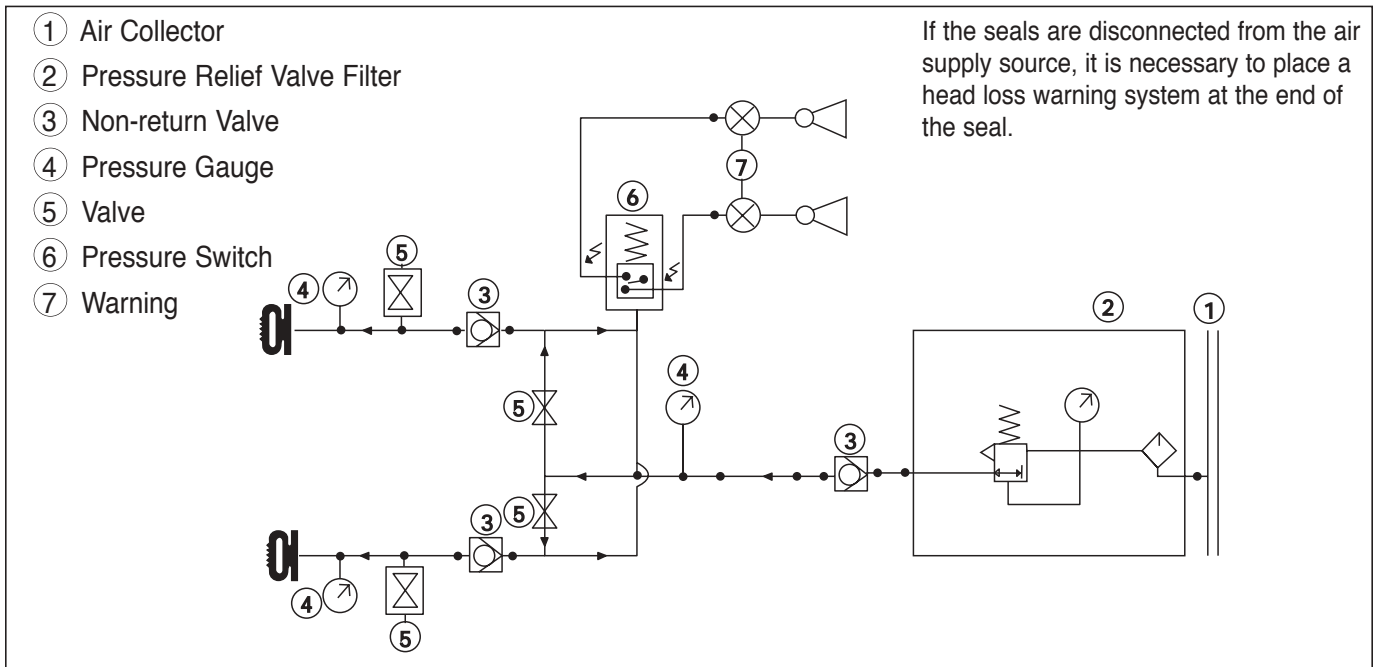 ① Air Collector
② Pressure Relief Valve Filter
③ Non-return Valve
④ Pressure Gauge
⑤ Valve
⑥ Pressure Switch
⑦ Warning
If the seals are disconnected from the air
supply source, it is necessary to place a
head loss warning system at the end of
the seal.
⑦
⑥
⑤
④
③
②
①
④
⑤
③
⑤
③
④
⑤